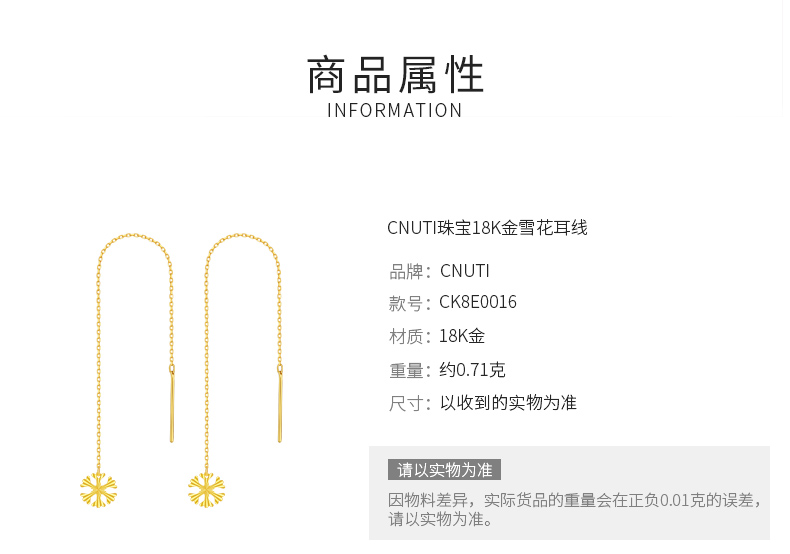 商品属性
INFORMATION
CNUTI珠宝18K金雪花耳线
品牌：CNUTI
款号：CK8E0016
材质：18K金
重量：约0.71克
尺寸：以收到的实物为准
请以实物为准
因物料差异，实际货品的重量会在正负0.01克的误差，
请以实物为准。